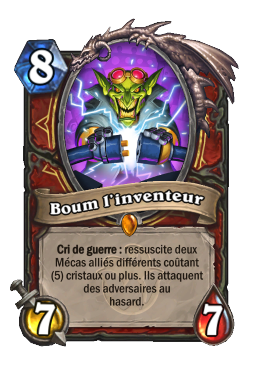 8
Boum l'inventeur
Cri de guerre : ressuscite deux
Mécas alliés différents coûtant
(5) cristaux ou plus. Ils attaquent
des adversaires au
hasard.
7
7